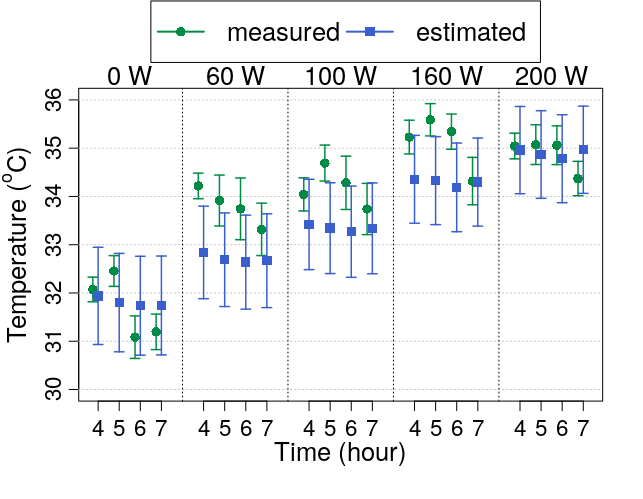 measured estimated
0 W 60 W 100 W 160 W 200 W
36
35
34
33
32
31
30
Temperature (°C)
4 5 6 7 4 5 6 7 4 5 6 7 4 5 6 7 4 5 6 7
Time (hour)